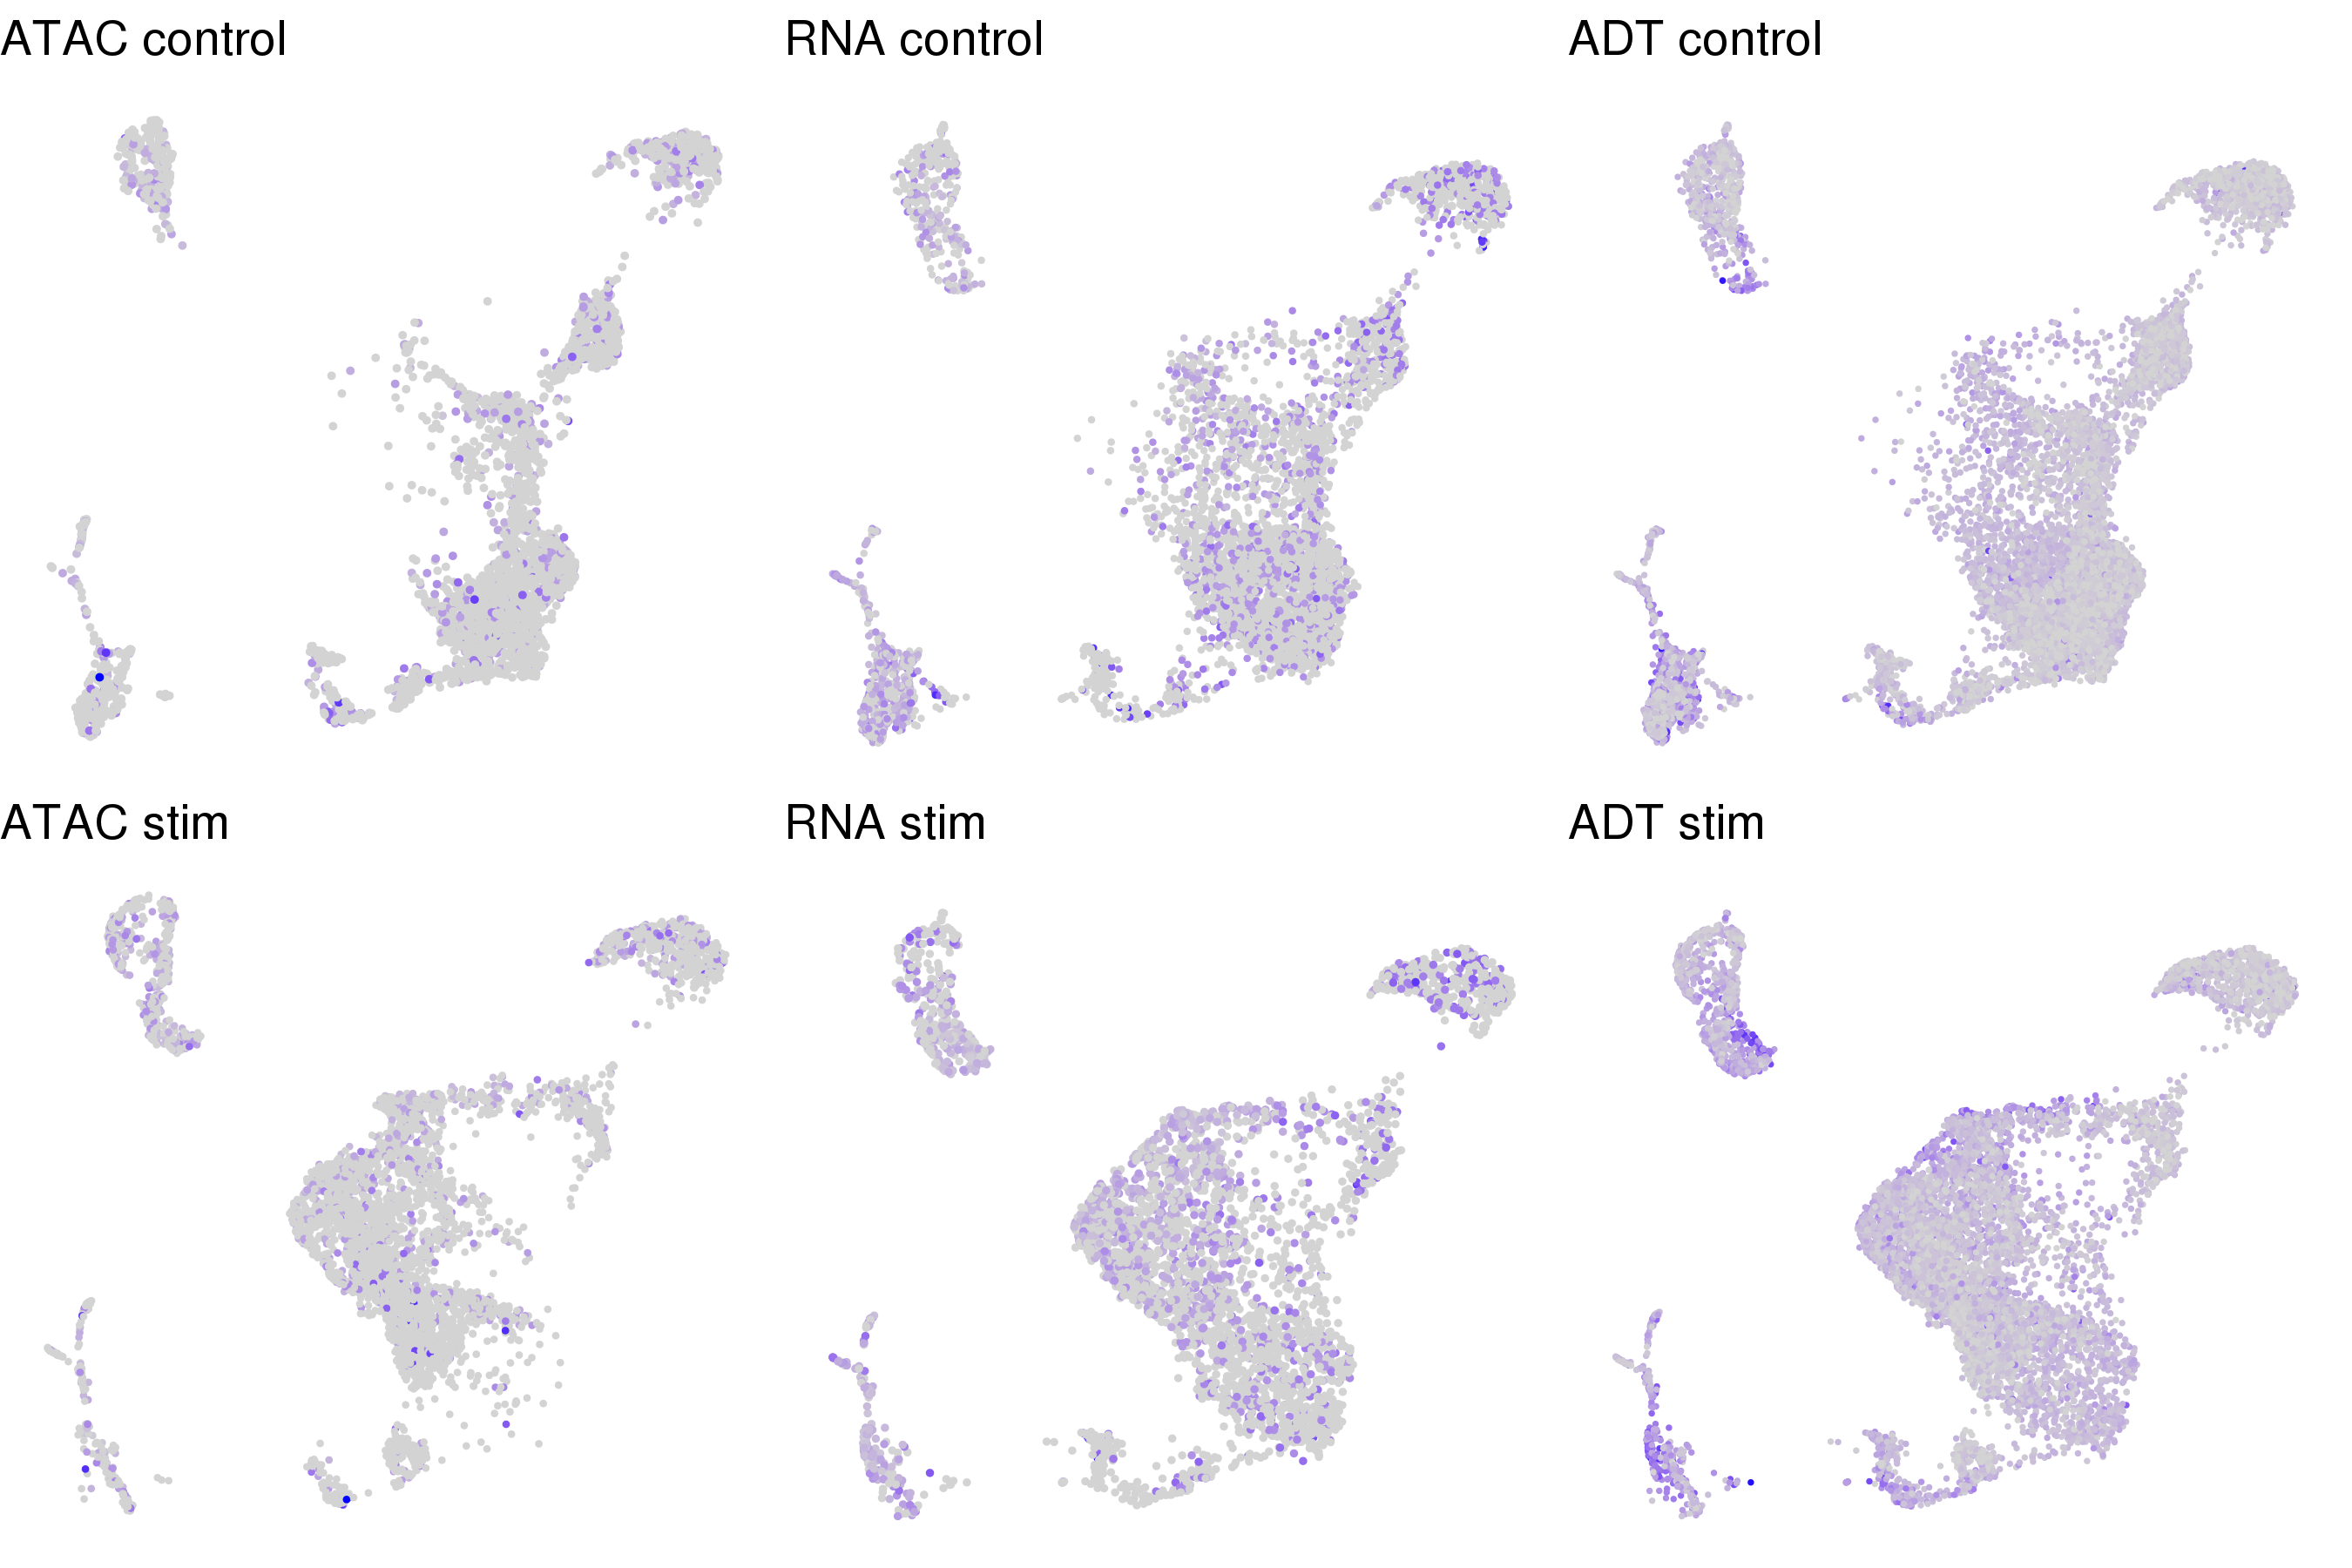 ATAC control
RNA control
ADT control
ATAC stim
RNA stim
ADT stim